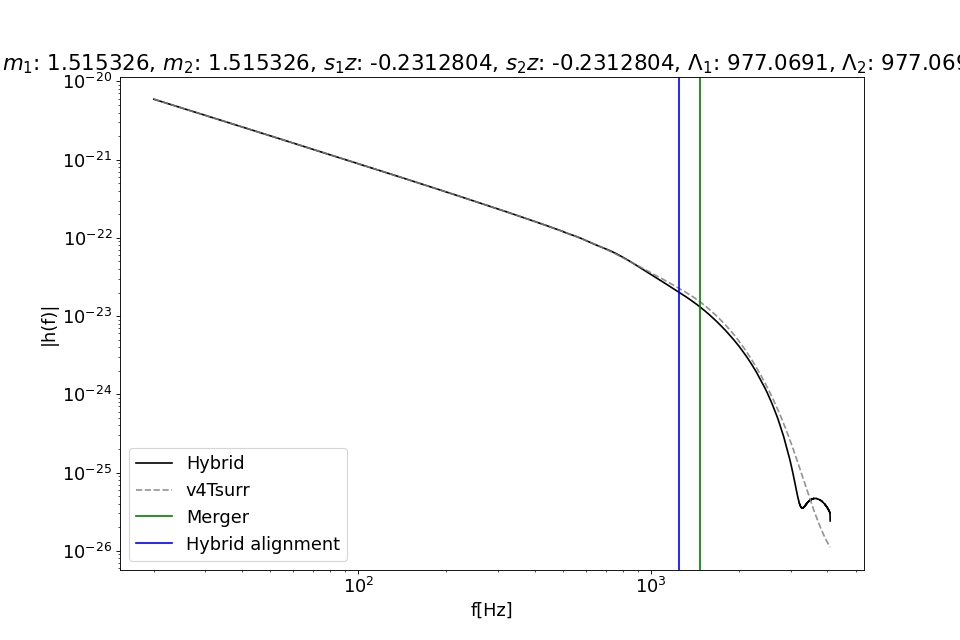 m₁: 1.515326, m₂: 1.515326, s₁z: -0.2312804, s₂z: -0.2312804, Λ₁: 977.0691, Λ₂: 977.069
10⁻²⁰
10⁻²¹
10⁻²²
10⁻²³
10⁻²⁴
10⁻²⁵
10⁻²⁶
|h(f)|
Hybrid
v4Tsurr
Merger
Hybrid alignment
10²
10³
f[Hz]